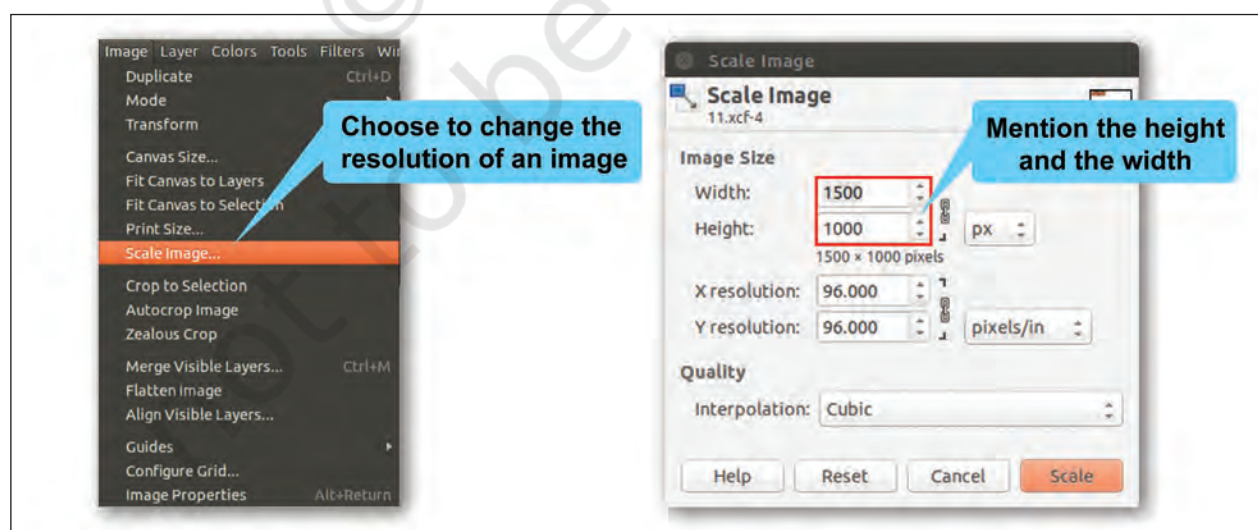 Image Layer Colors Tools Filters
Duplicate Ctrl+D
Mode
Transform
Choose to change the
resolution of an image
Canvas Size...
Fit Canvas to Layers
Fit Canvas to Selection
Print Size...
Scale Image...
Crop to Selection
Autocrop Image
Zealous Crop
Merge Visible Layers... Ctrl+M
Flatten Image
Align Visible Layers...
Guides
Configure Grid...
Image Properties Alt+Return
Scale Image
Scale Image
11.xcf-4
Mention the height
and the width
Image Size
Width: 1500
Height: 1000 px
1500 × 1000 pixels
X resolution: 96.000
Y resolution: 96.000 pixels/in
Quality
Interpolation: Cubic
Help Reset Cancel Scale
©
not to be